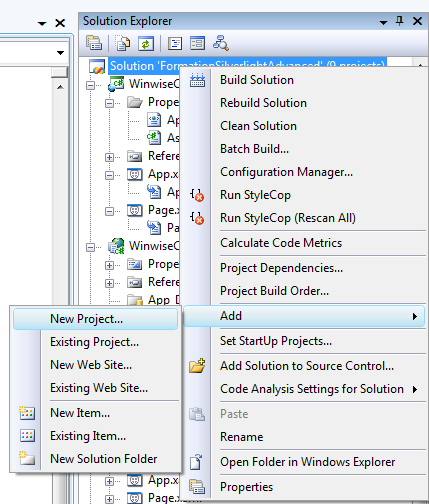 Solution Explorer
Solution 'FormationSilverlightAdvanced' (9 projects)
WinwiseC
Prope
Ap
As
Refere
App.x
Ap
Page.x
Pa
WinwiseC
Prope
Refere
App_D
App.x
Page.xaml
Build Solution
Rebuild Solution
Clean Solution
Batch Build...
Configuration Manager...
Run StyleCop
Run StyleCop (Rescan All)
Calculate Code Metrics
Project Dependencies...
Project Build Order...
Add
Set StartUp Projects...
Add Solution to Source Control...
Code Analysis Settings for Solution
Paste
Rename
Open Folder in Windows Explorer
Properties
New Project...
Existing Project...
New Web Site...
Existing Web Site...
New Item...
Existing Item...
New Solution Folder